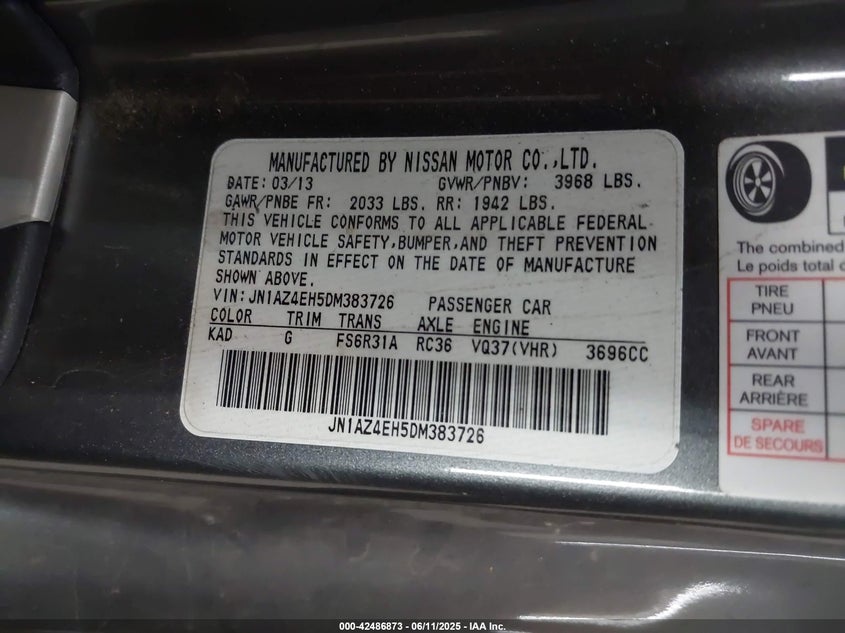 MANUFACTURED BY NISSAN MOTOR CO.,LTD.
DATE: 03/13 GVWR/PNBV: 3968 LBS.
GAWR/PNBE FR: 2033 LBS. RR: 1942 LBS.
THIS VEHICLE CONFORMS TO ALL APPLICABLE FEDERAL
MOTOR VEHICLE SAFETY,BUMPER,AND THEFT PREVENTION
STANDARDS IN EFFECT ON THE DATE OF MANUFACTURE
SHOWN ABOVE.
VIN:JN1AZ4EH5DM383726 PASSENGER CAR
COLOR TRIM TRANS AXLE ENGINE
KAD G FS6R31A RC36 VQ37(VHR) 3696CC
JN1AZ4EH5DM383726
The combined
Le poids total
TIRE
PNEU
FRONT
AVANT
REAR
ARRIÈRE
SPARE
DE SECOURS
000-42486873 - 06/11/2025 - IAA Inc.